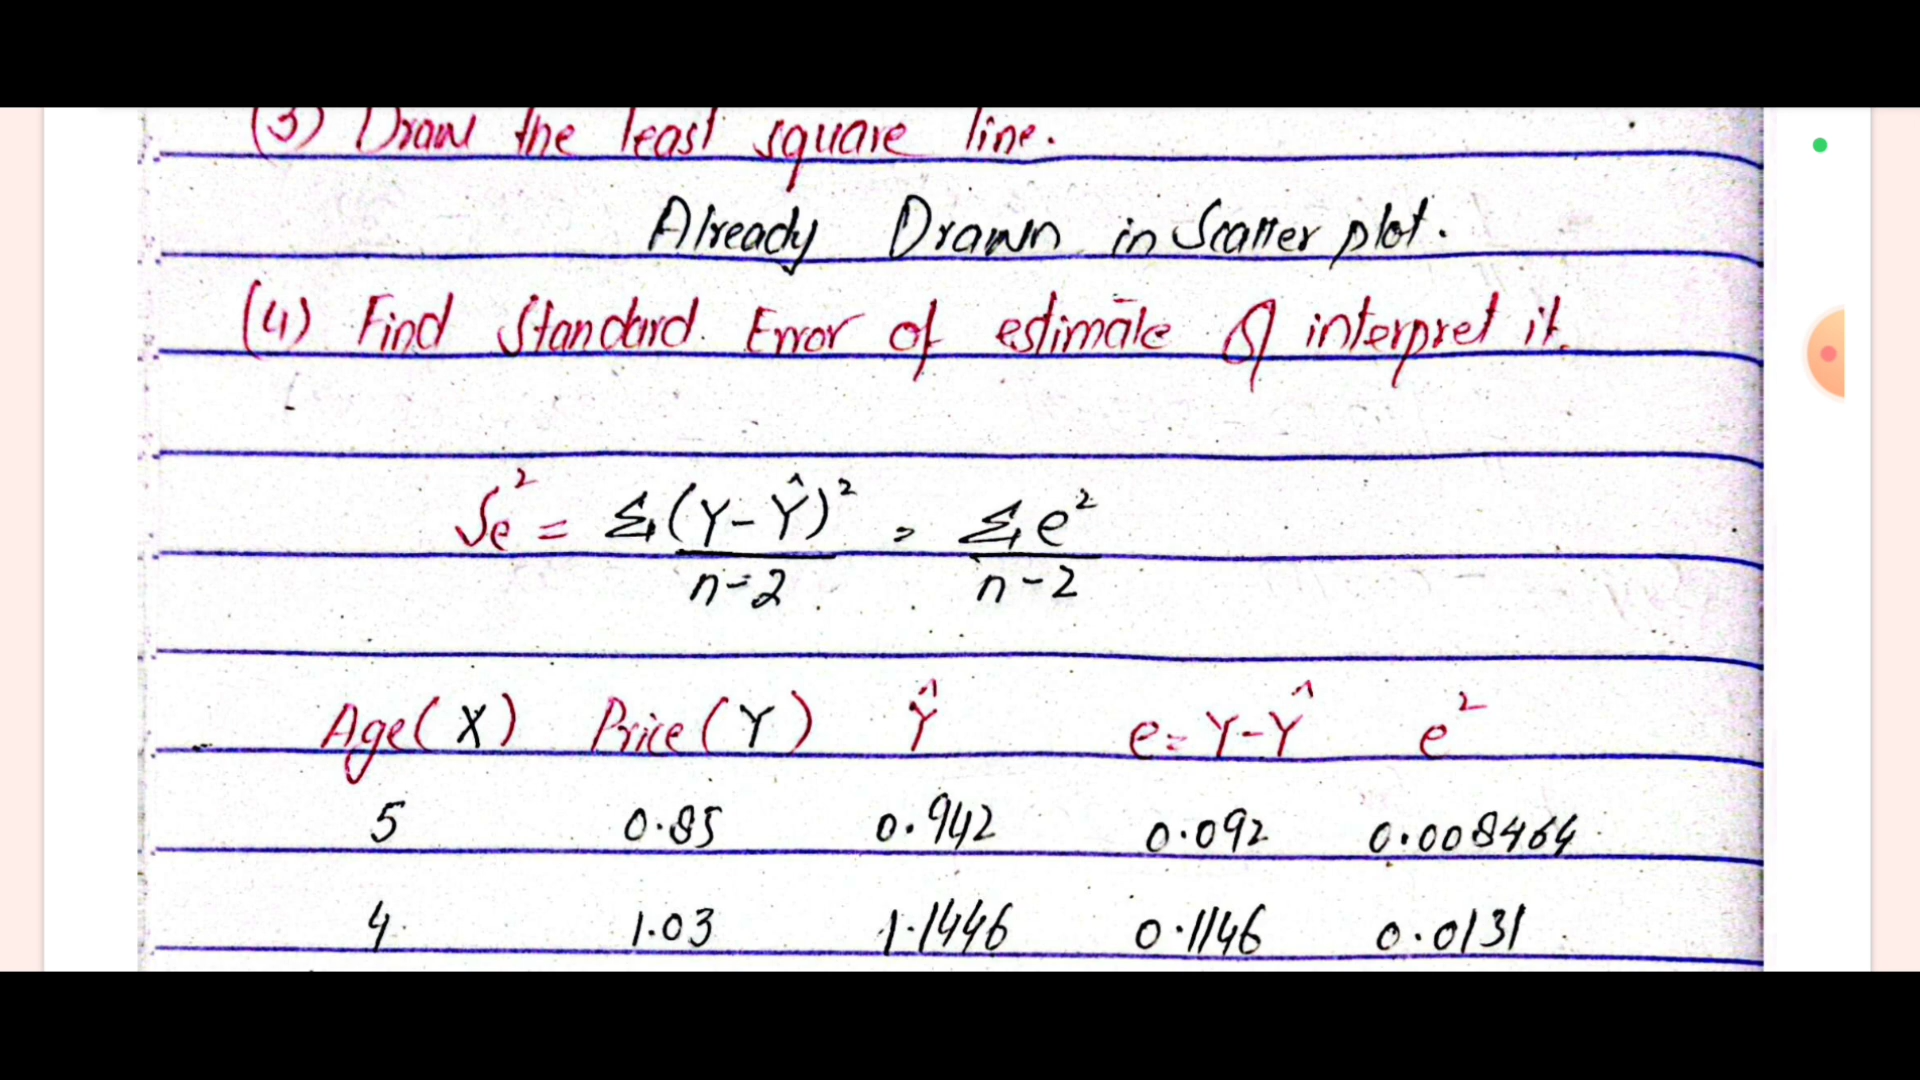 (3) Draw the least square line.
Already Drawn in Scatter plot.
(4) Find Standard Error of estimate & interpret it.
Se² = Σ(Y-Ŷ)² / n-2 = Σe² / n-2
Age(X) Price(Y) Ŷ e=Y-Ŷ e²
5 0.85 0.942 0.092 0.008464
4 1.03 1.1446 0.1146 0.0131